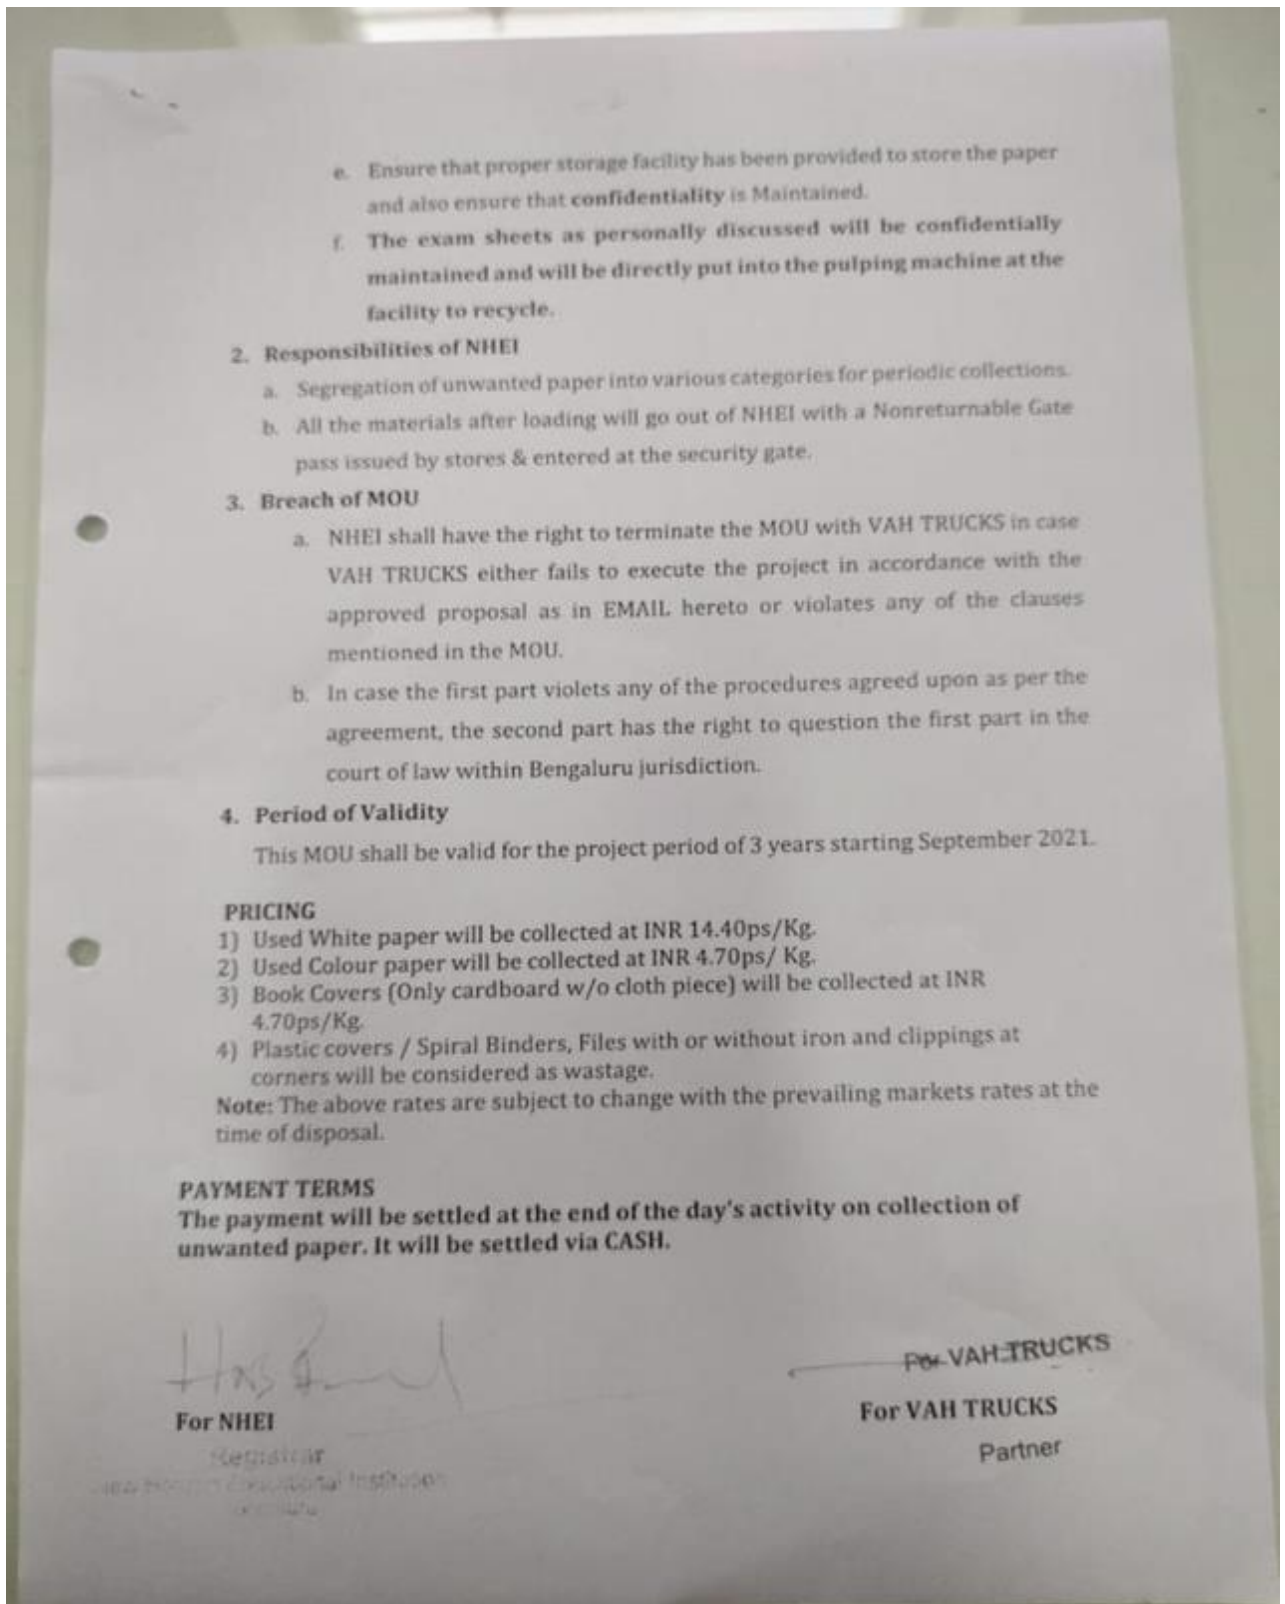 e. Ensure that proper storage facility has been provided to store the paper
and also ensure that confidentiality is Maintained.
f. The exam sheets as personally discussed will be confidentially
maintained and will be directly put into the pulping machine at the
facility to recycle.
2. Responsibilities of NHEI
a. Segregation of unwanted paper into various categories for periodic collections.
b. All the materials after loading will go out of NHEI with a Nonreturnable Gate
pass issued by stores & entered at the security gate.
3. Breach of MOU
a. NHEI shall have the right to terminate the MOU with VAH TRUCKS in case
VAH TRUCKS either fails to execute the project in accordance with the
approved proposal as in EMAIL hereto or violates any of the clauses
mentioned in the MOU.
b. In case the first part violets any of the procedures agreed upon as per the
agreement, the second part has the right to question the first part in the
court of law within Bengaluru jurisdiction.
4. Period of Validity
This MOU shall be valid for the project period of 3 years starting September 2021.
PRICING
1) Used White paper will be collected at INR 14.40ps/Kg.
2) Used Colour paper will be collected at INR 4.70ps/ Kg.
3) Book Covers (Only cardboard w/o cloth piece) will be collected at INR
4.70ps/Kg.
4) Plastic covers / Spiral Binders, Files with or without iron and clippings at
corners will be considered as wastage.
Note: The above rates are subject to change with the prevailing markets rates at the
time of disposal.
PAYMENT TERMS
The payment will be settled at the end of the day's activity on collection of
unwanted paper. It will be settled via CASH.
For VAH TRUCKS
For NHEI
For VAH TRUCKS
Registrar
Partner
Educational Institution